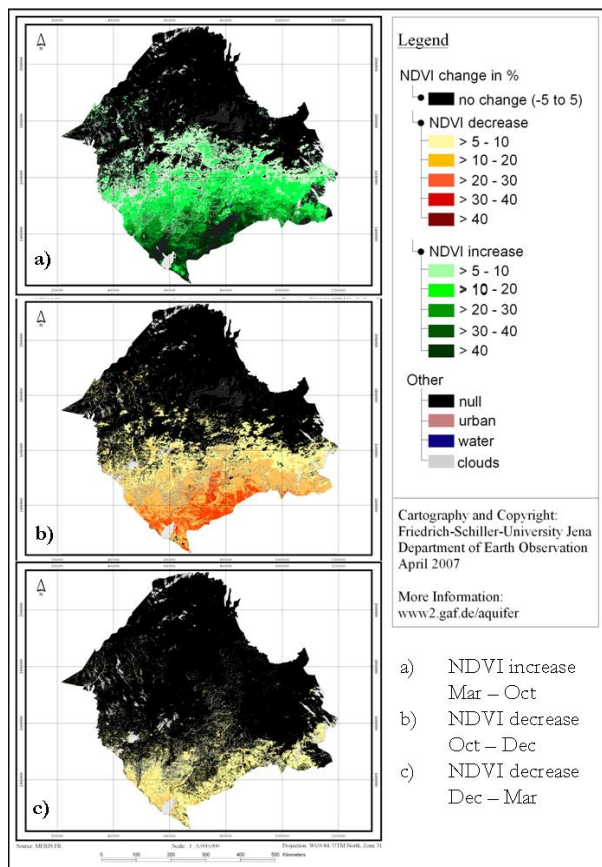 N
a)
N
b)
N
c)
Source: MERIS FR
Scale: 1 : 6,000,000
Projection: WGS 84, UTM North, Zone 31
0 100 200 300 400 500 Kilometers
Legend
NDVI change in %
no change (-5 to 5)
NDVI decrease
> 5 - 10
> 10 - 20
> 20 - 30
> 30 - 40
> 40
NDVI increase
> 5 - 10
> 10 - 20
> 20 - 30
> 30 - 40
> 40
Other
null
urban
water
clouds
Cartography and Copyright:
Friedrich-Schiller-University Jena
Department of Earth Observation
April 2007
More Information:
www2.gaf.de/aquifer
a) NDVI increase
Mar – Oct
b) NDVI decrease
Oct – Dec
c) NDVI decrease
Dec – Mar